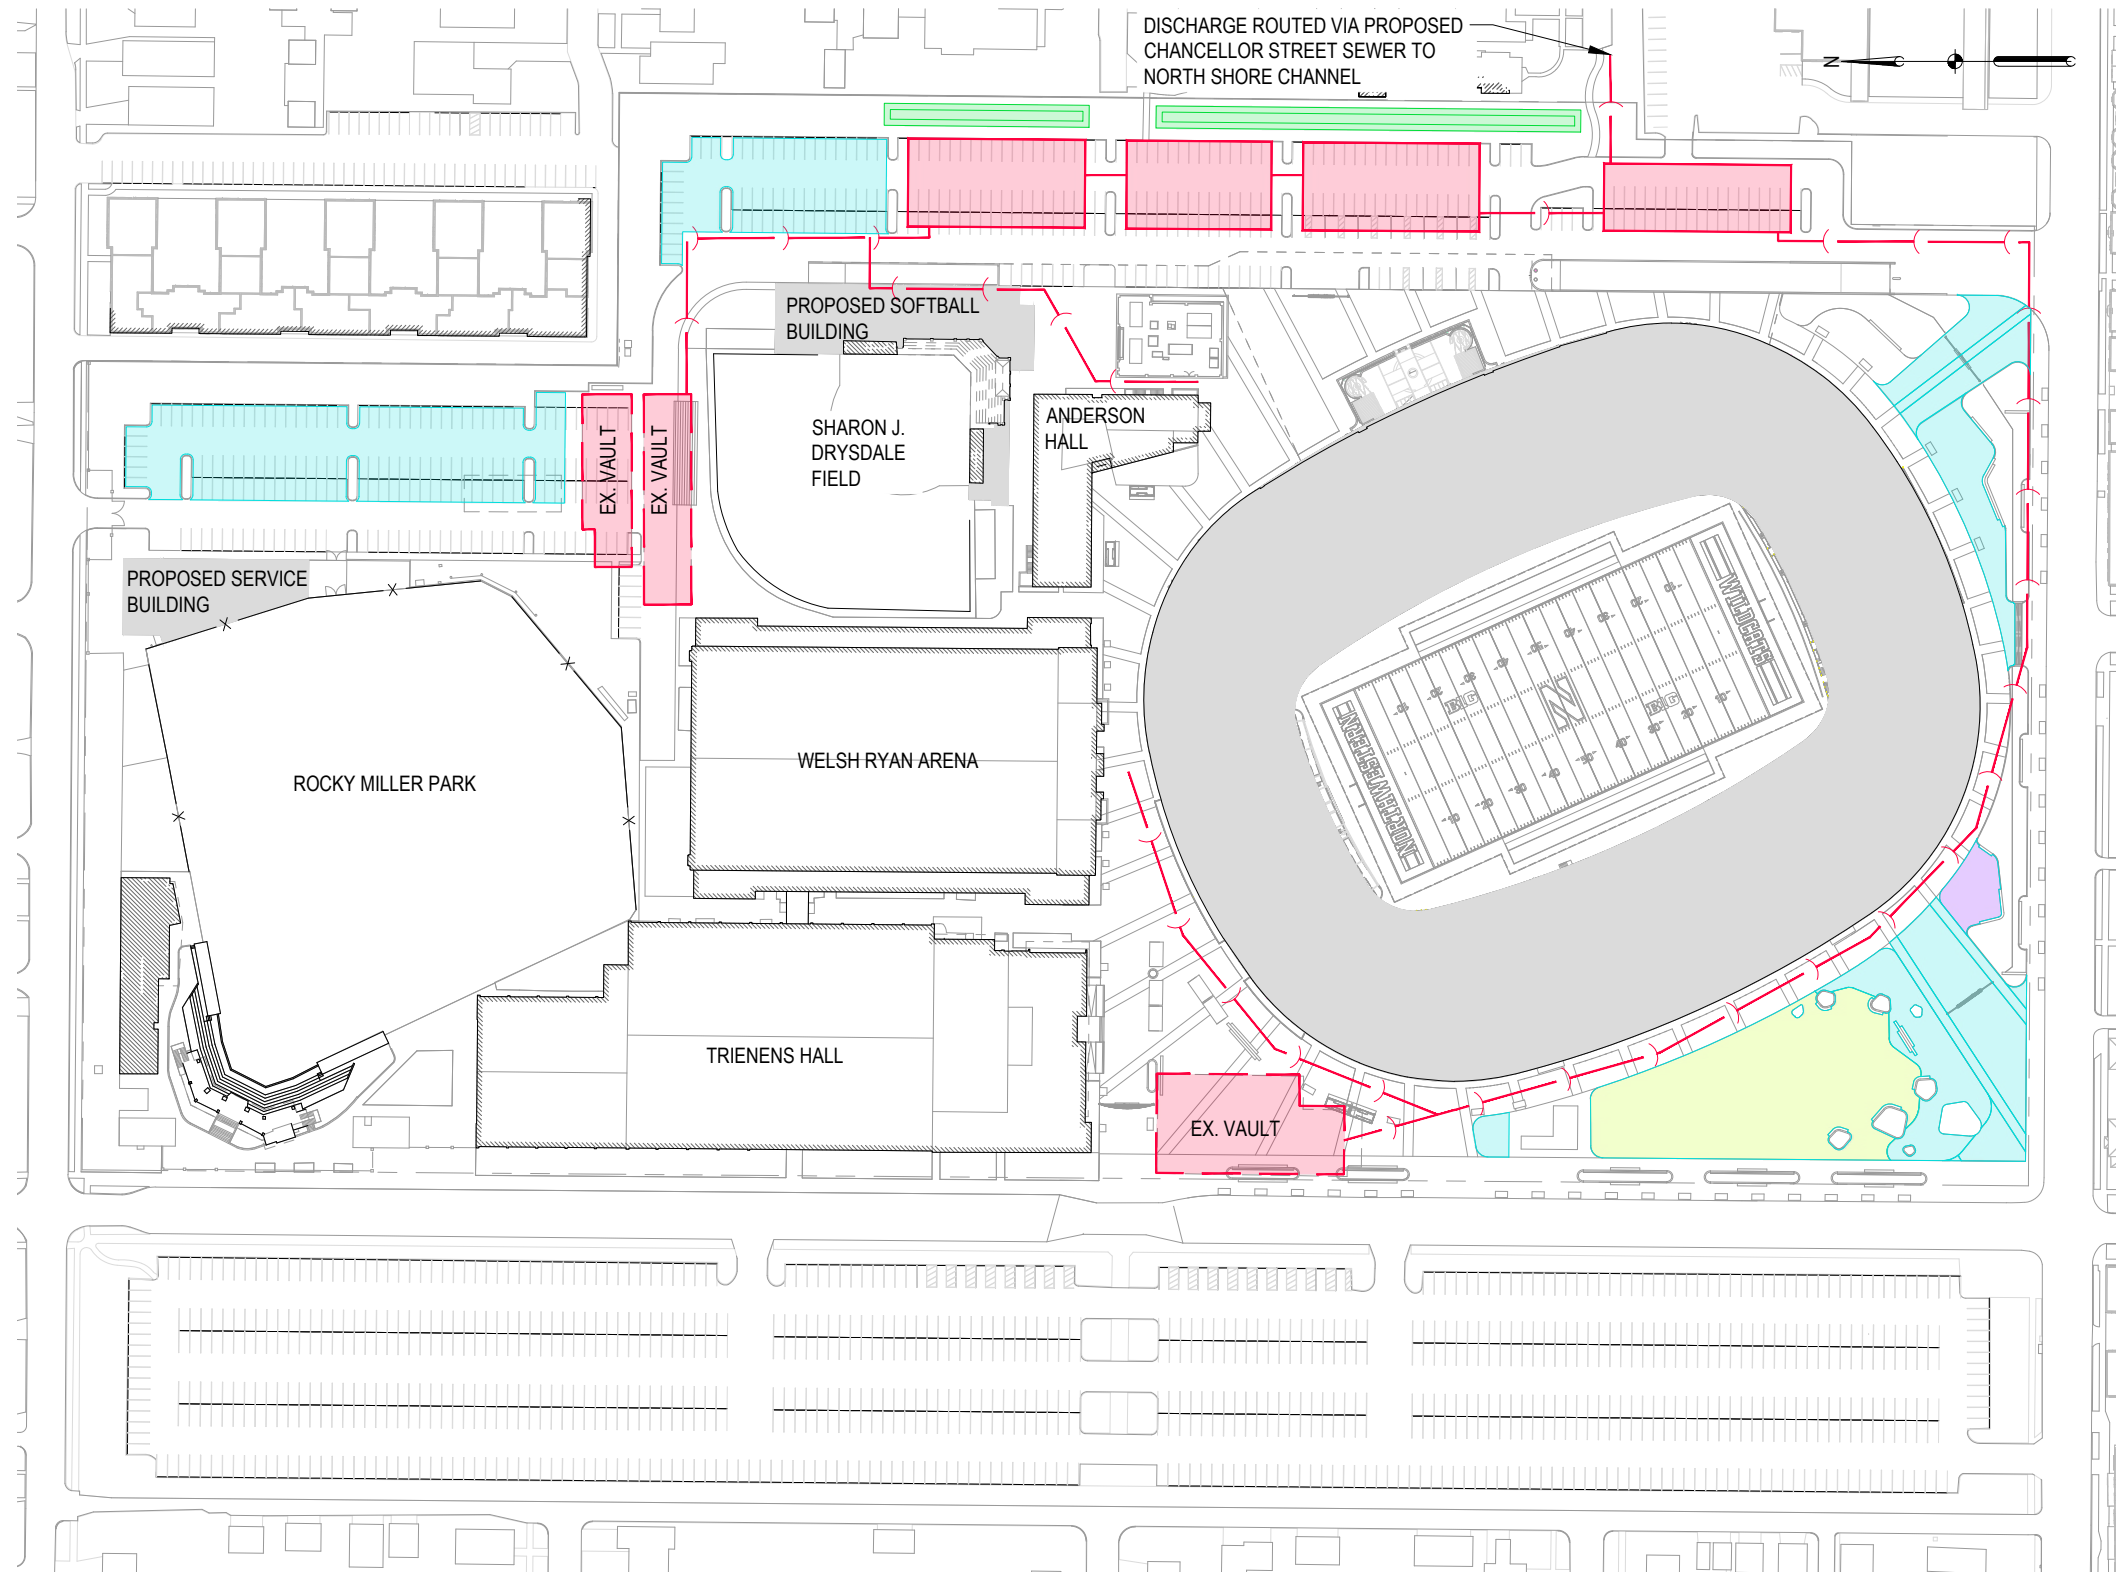 DISCHARGE ROUTED VIA PROPOSED
CHANCELLOR STREET SEWER TO
NORTH SHORE CHANNEL
N
PROPOSED SOFTBALL
BUILDING
SHARON J.
DRYSDALE
FIELD
ANDERSON
HALL
EX. VAULT
EX. VAULT
PROPOSED SERVICE
BUILDING
ROCKY MILLER PARK
WELSH RYAN ARENA
TRIENENS HALL
EX. VAULT
WILDCATS
NORTHWESTERN
B1G
B1G
N